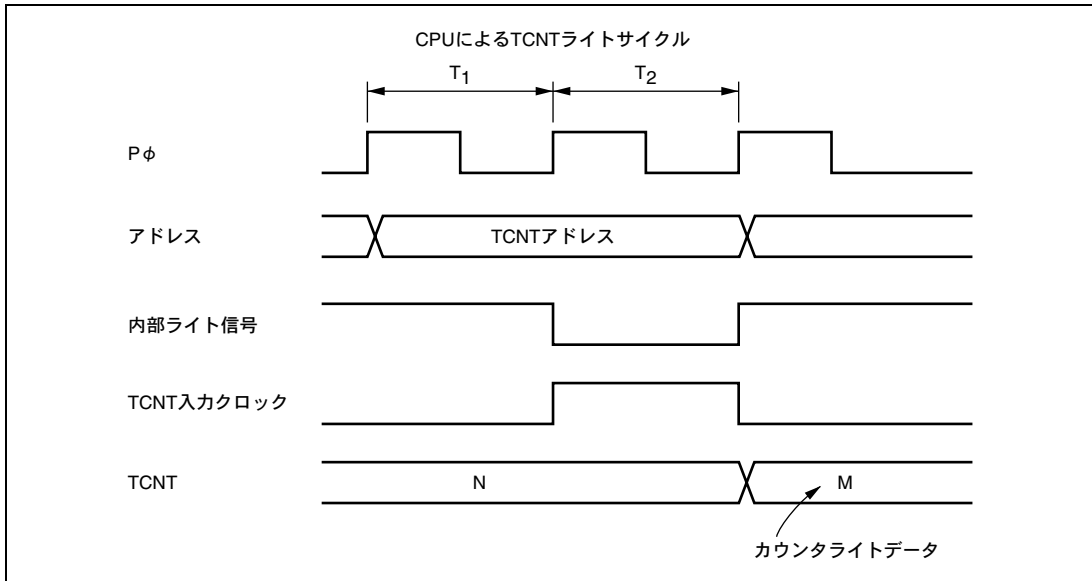 CPUによるTCNTライトサイクル
T1 T2
Pφ
アドレス TCNTアドレス
内部ライト信号
TCNT入力クロック
TCNT N M
カウンタライトデータ